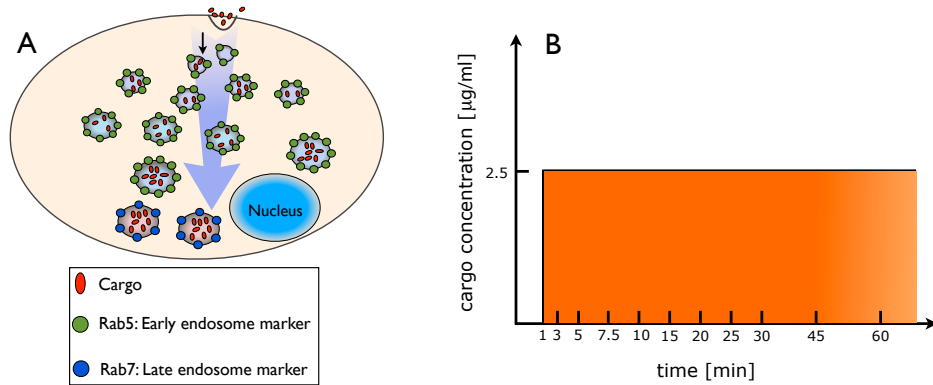 A
Nucleus
Cargo
Rab5: Early endosome marker
Rab7: Late endosome marker
B
cargo concentration [µg/ml]
2.5
1 3 5 7.5 10 15 20 25 30 45 60
time [min]